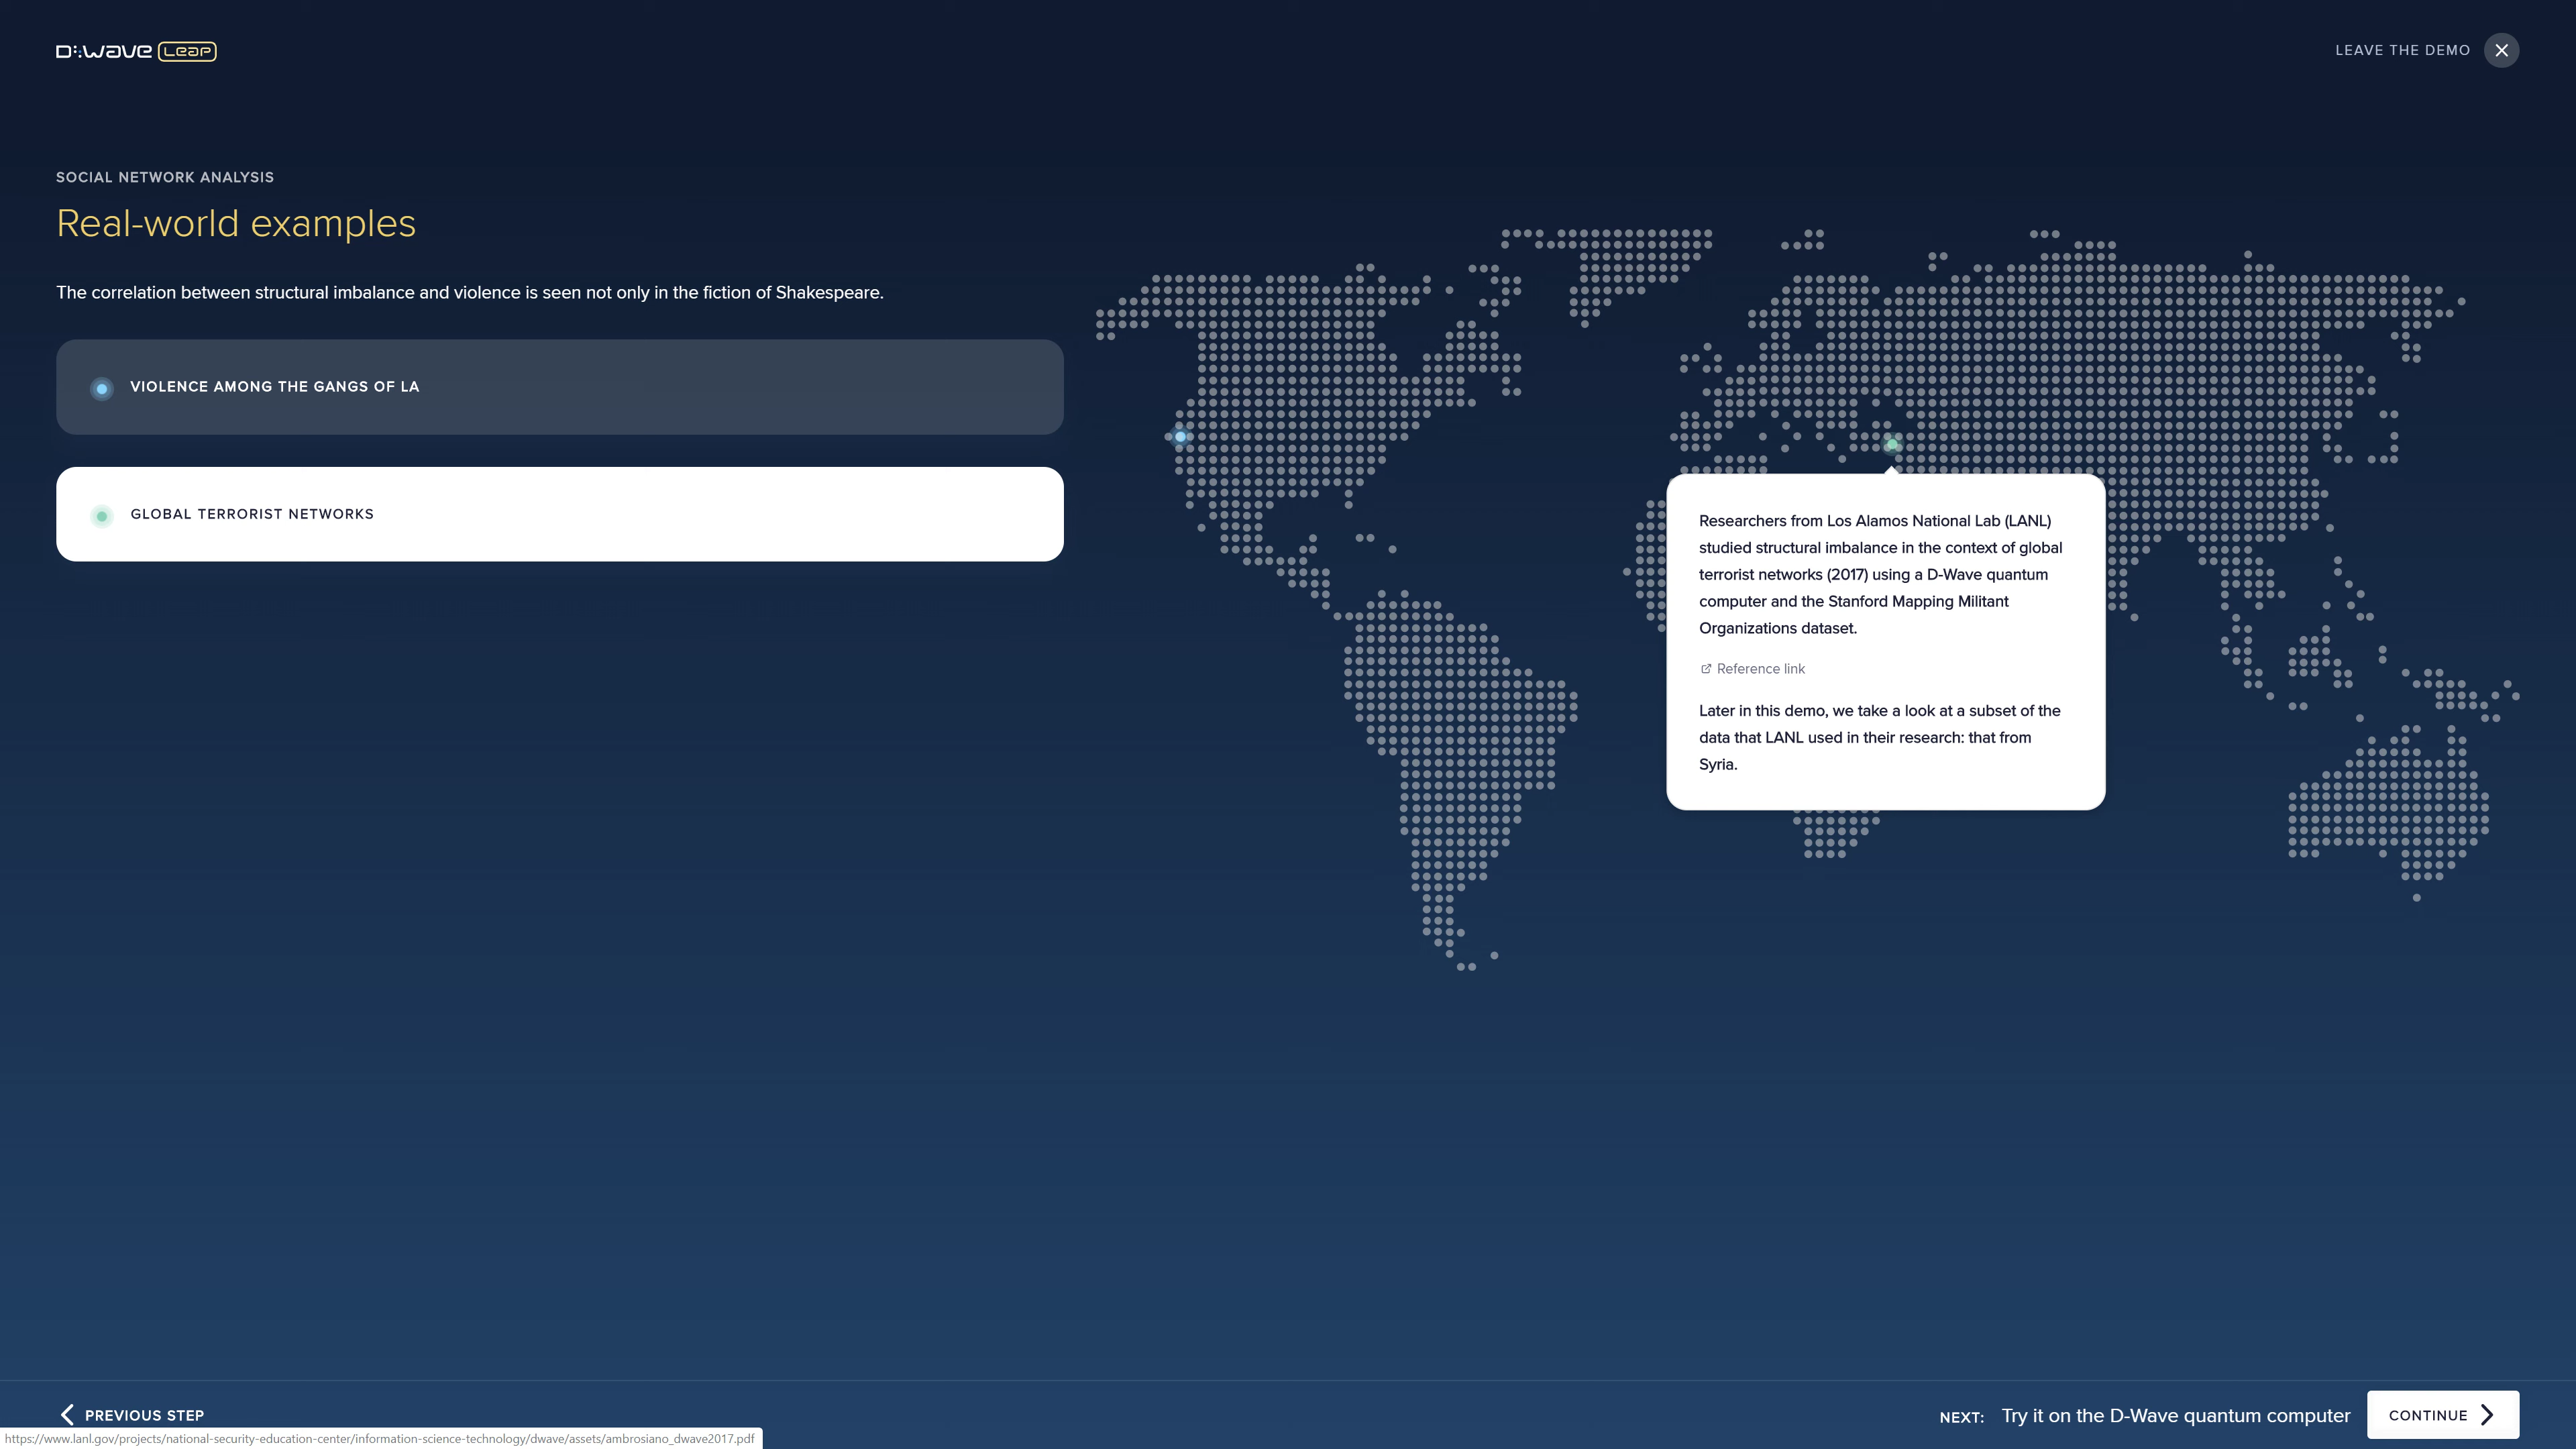 D:Wave Leap
LEAVE THE DEMO
SOCIAL NETWORK ANALYSIS
Real-world examples
The correlation between structural imbalance and violence is seen not only in the fiction of Shakespeare.
VIOLENCE AMONG THE GANGS OF LA
GLOBAL TERRORIST NETWORKS
Researchers from Los Alamos National Lab (LANL)
studied structural imbalance in the context of global
terrorist networks (2017) using a D-Wave quantum
computer and the Stanford Mapping Militant
Organizations dataset.
Reference link
Later in this demo, we take a look at a subset of the
data that LANL used in their research: that from
Syria.
PREVIOUS STEP
NEXT: Try it on the D-Wave quantum computer
CONTINUE
https://www.lanl.gov/projects/national-security-education-center/information-science-technology/dwave/assets/ambrosiano_dwave2017.pdf